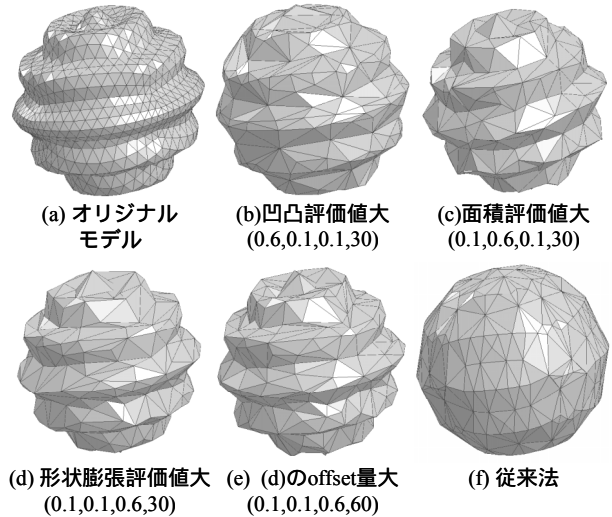 (a) オリジナル
モデル
(b)凹凸評価値大
(0.6,0.1,0.1,30)
(c)面積評価値大
(0.1,0.6,0.1,30)
(d) 形状膨張評価値大
(0.1,0.1,0.6,30)
(e) (d)のoffset量大
(0.1,0.1,0.6,60)
(f) 従来法